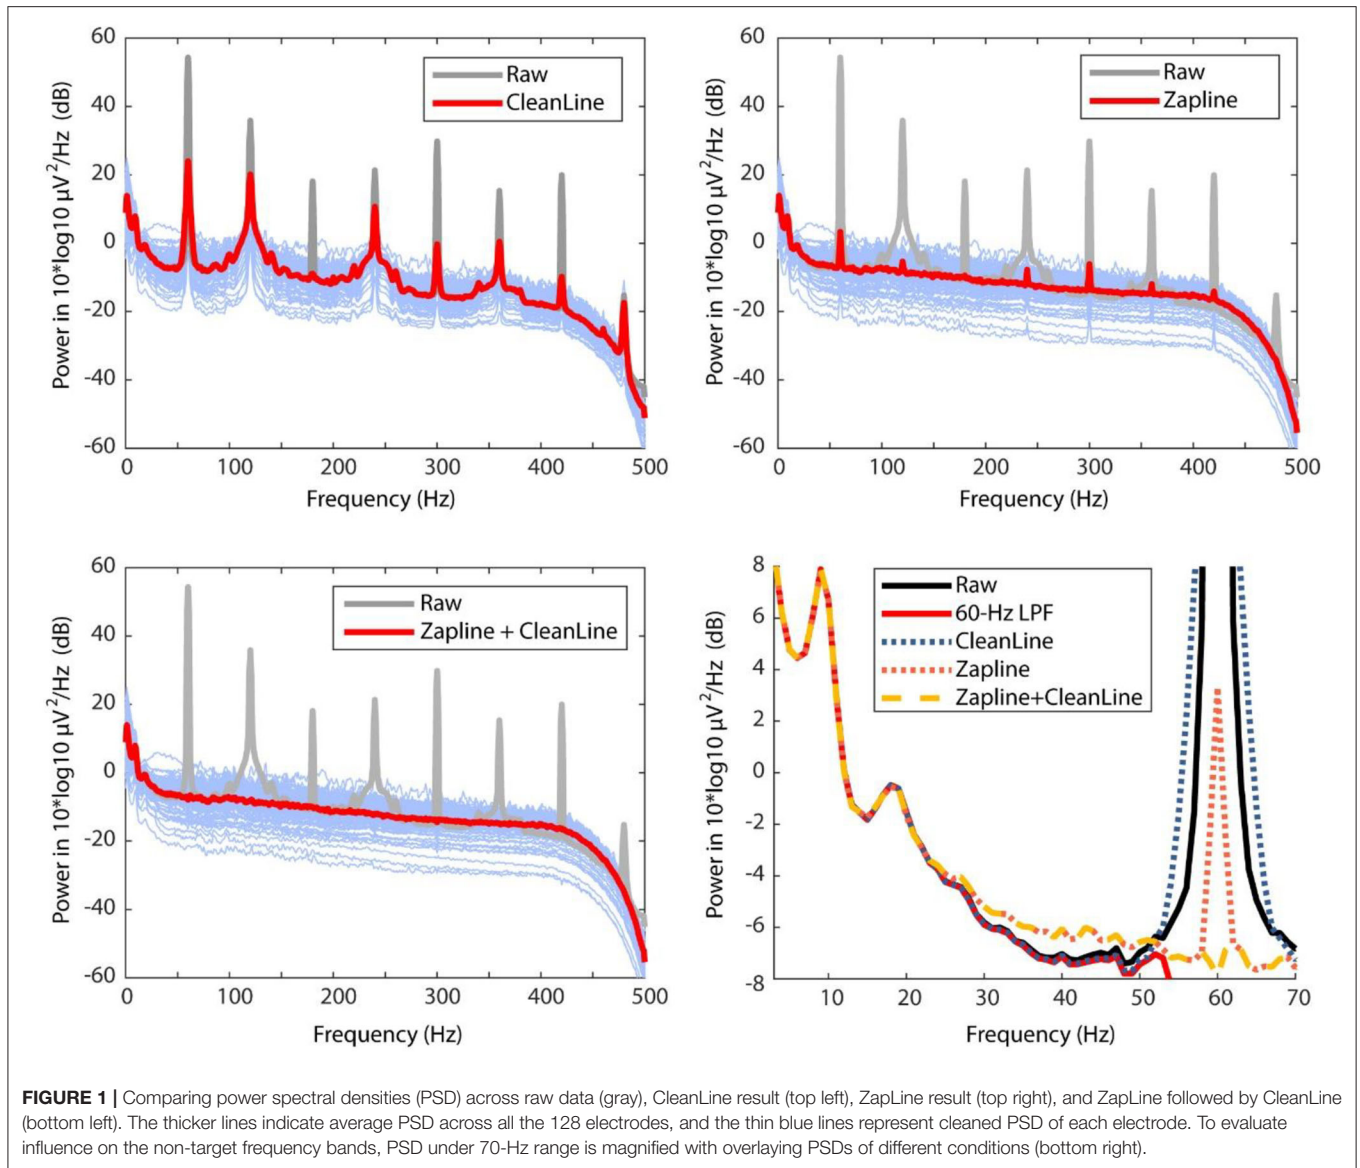 60
40
20
0
-20
-40
-60
Power in 10*log10 μV²/Hz (dB)
Raw
CleanLine
0 100 200 300 400 500
Frequency (Hz)
60
40
20
0
-20
-40
-60
Power in 10*log10 μV²/Hz (dB)
Raw
Zapline
0 100 200 300 400 500
Frequency (Hz)
60
40
20
0
-20
-40
-60
Power in 10*log10 μV²/Hz (dB)
Raw
Zapline + CleanLine
0 100 200 300 400 500
Frequency (Hz)
8
6
4
2
0
-2
-4
-6
-8
Power in 10*log10 μV²/Hz (dB)
Raw
60-Hz LPF
CleanLine
Zapline
Zapline+CleanLine
10 20 30 40 50 60 70
Frequency (Hz)
FIGURE 1 | Comparing power spectral densities (PSD) across raw data (gray), CleanLine result (top left), ZapLine result (top right), and ZapLine followed by CleanLine
(bottom left). The thicker lines indicate average PSD across all the 128 electrodes, and the thin blue lines represent cleaned PSD of each electrode. To evaluate
influence on the non-target frequency bands, PSD under 70-Hz range is magnified with overlaying PSDs of different conditions (bottom right).